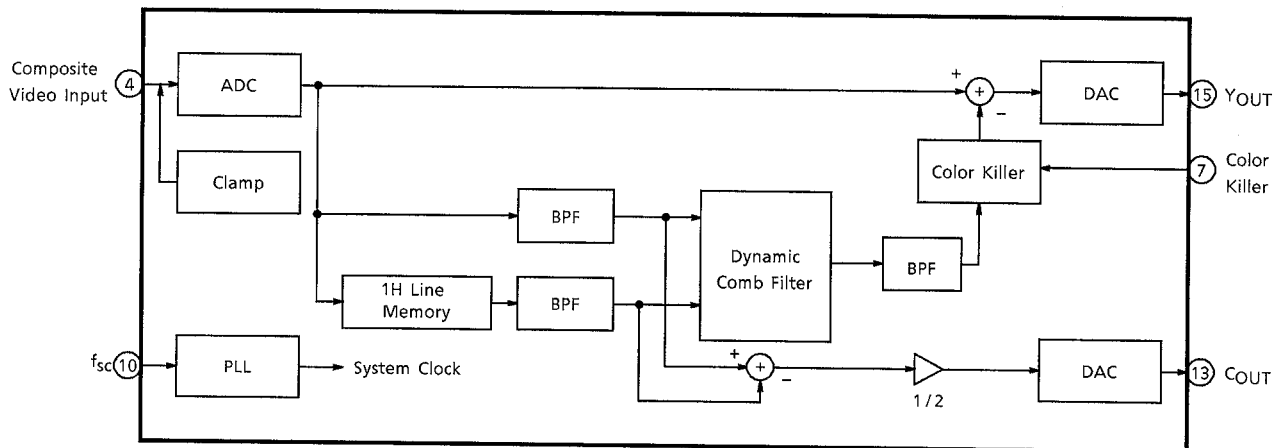 Composite
Video Input
4
ADC
+
+
−
DAC
15
YOUT
Clamp
Color Killer
7
Color
Killer
BPF
Dynamic
Comb Filter
BPF
1H Line
Memory
BPF
fsc
10
PLL
System Clock
+
+
−
1/2
DAC
13
COUT